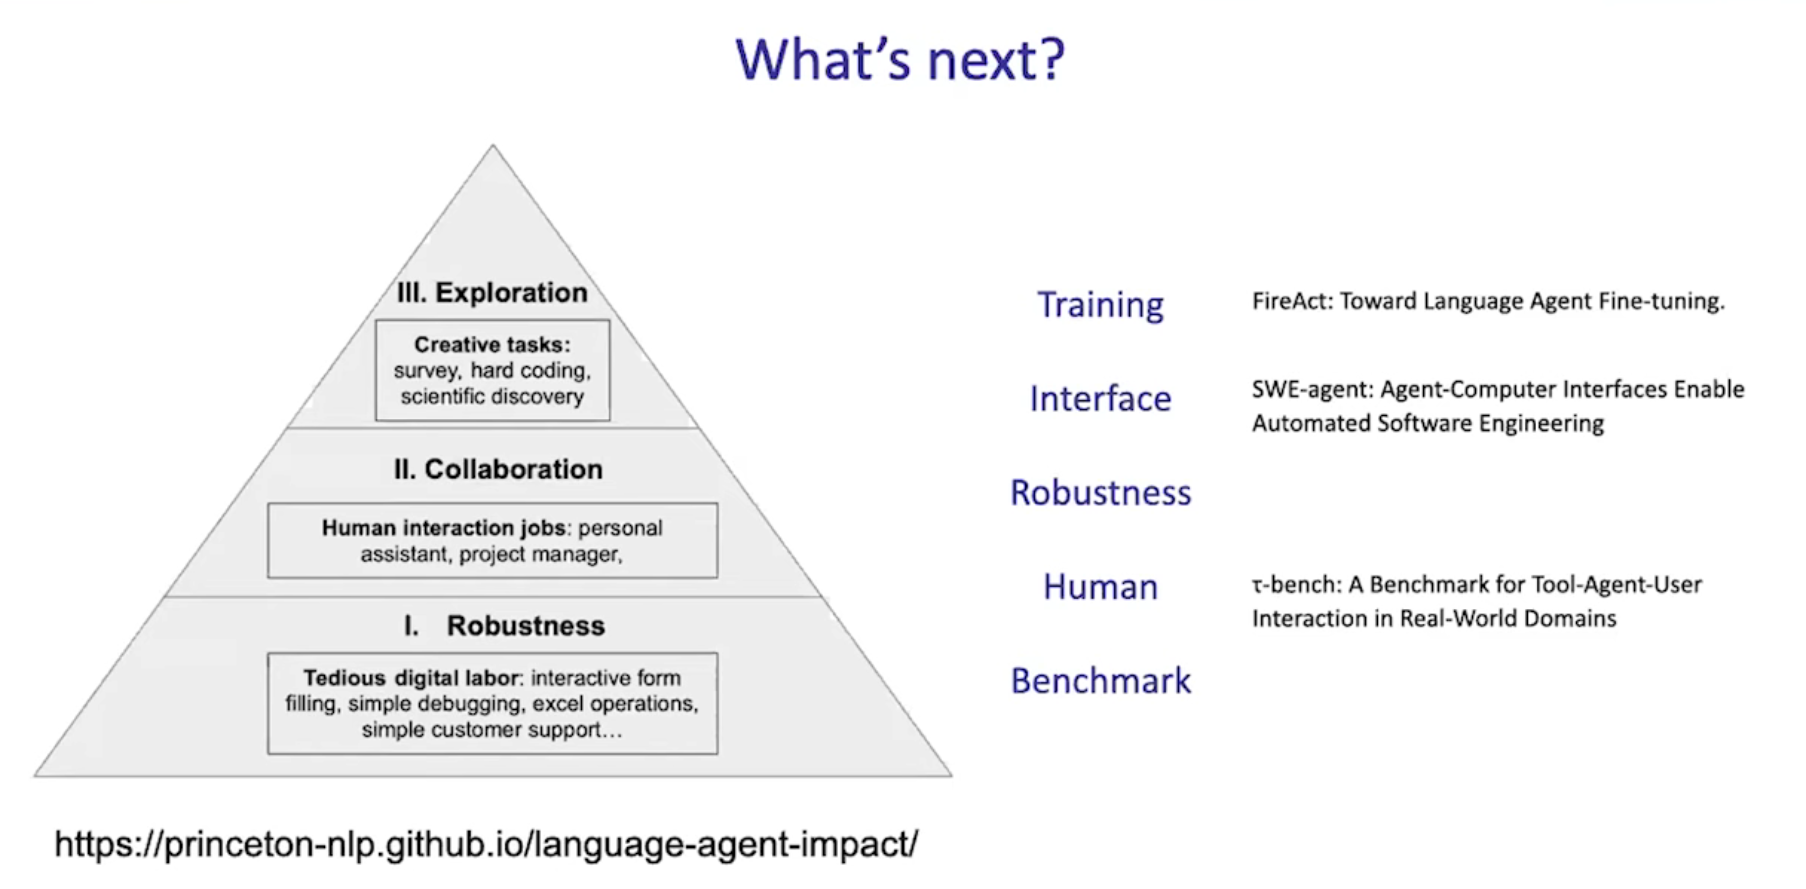 What's next?
III. Exploration
Creative tasks:
survey, hard coding,
scientific discovery
II. Collaboration
Human interaction jobs: personal
assistant, project manager,
I. Robustness
Tedious digital labor: interactive form
filling, simple debugging, excel operations,
simple customer support...
https://princeton-nlp.github.io/language-agent-impact/
Training
FireAct: Toward Language Agent Fine-tuning.
Interface
SWE-agent: Agent-Computer Interfaces Enable
Automated Software Engineering
Robustness
Human
τ-bench: A Benchmark for Tool-Agent-User
Interaction in Real-World Domains
Benchmark